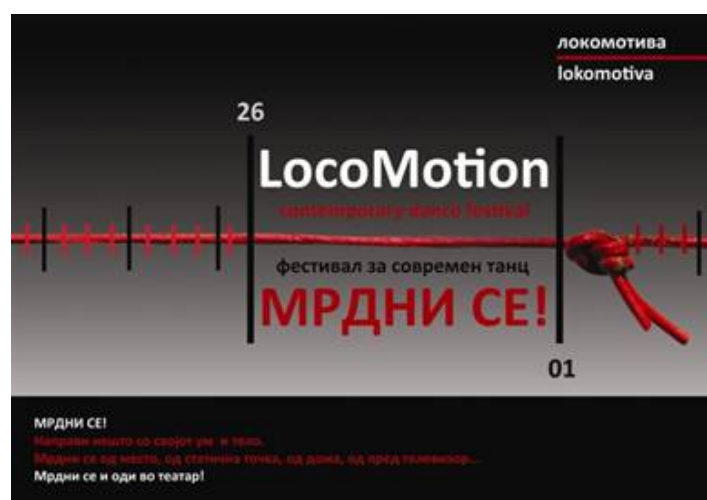 локомотива
lokomotiva
26
LocoMotion
contemporary dance festival
фестивал за современ танц
МРДНИ СЕ!
01
МРДНИ СЕ!
Направи нешто со својот ум и тело.
Мрдни се од место, од статична точка, од дома, од пред телевизор...
Мрдни се и оди во театар!